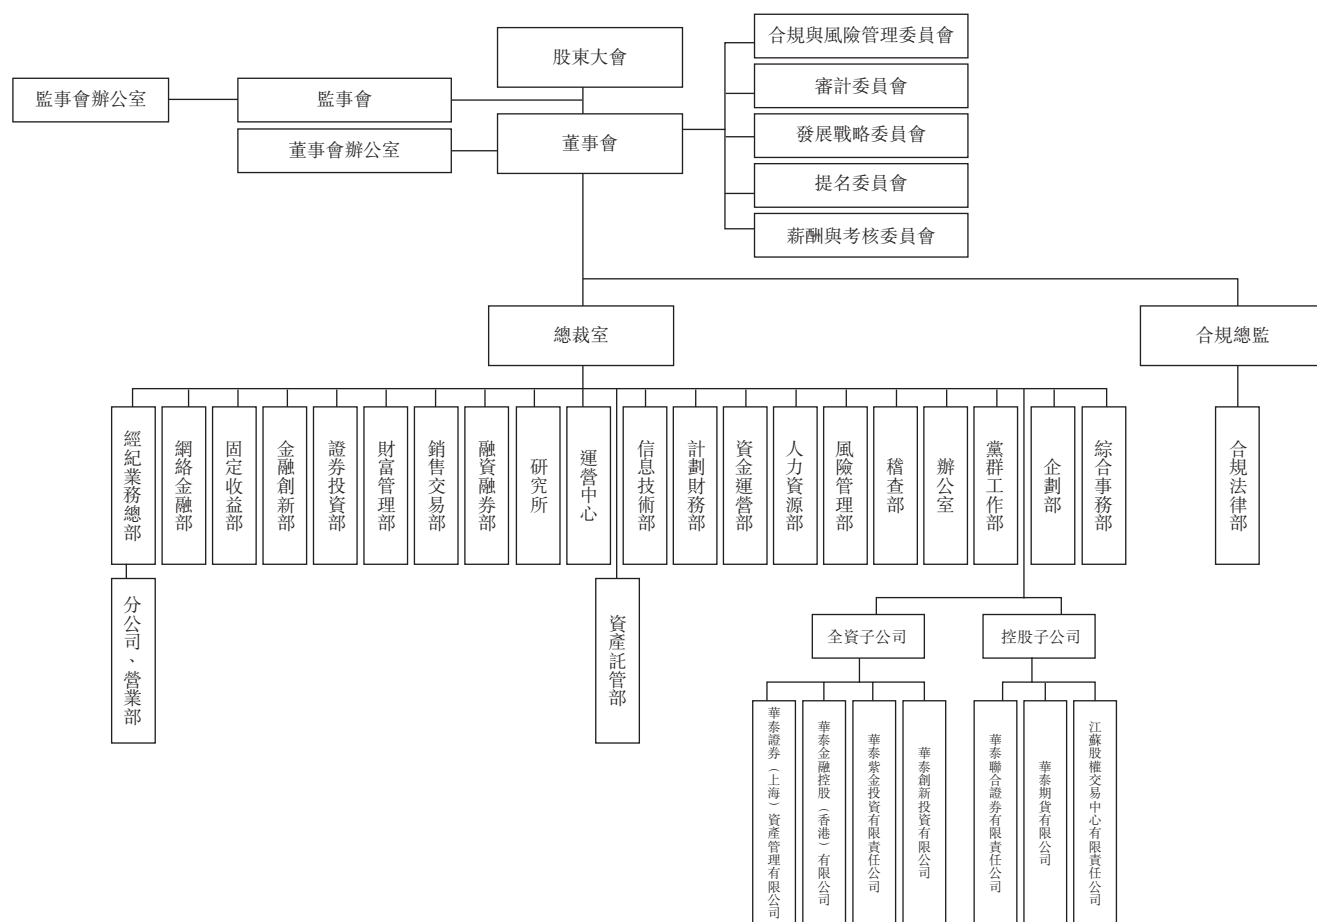 股東大會
合規與風險管理委員會
審計委員會
監事會辦公室
監事會
發展戰略委員會
董事會辦公室
董事會
提名委員會
薪酬與考核委員會
總裁室
合規總監
經紀業務總部
網絡金融部
固定收益部
金融創新部
證券投資部
財富管理部
銷售交易部
融資融券部
研究所
運營中心
信息技術部
計劃財務部
資金運營部
人力資源部
風險管理部
稽查部
辦公室
黨群工作部
企劃部
綜合事務部
合規法律部
分公司、營業部
資產託管部
全資子公司
控股子公司
華泰證券（上海）資產管理有限公司
華泰金融控股（香港）有限公司
華泰紫金投資有限責任公司
華泰創新投資有限公司
華泰聯合證券有限責任公司
華泰期貨有限公司
江蘇股權交易中心有限責任公司